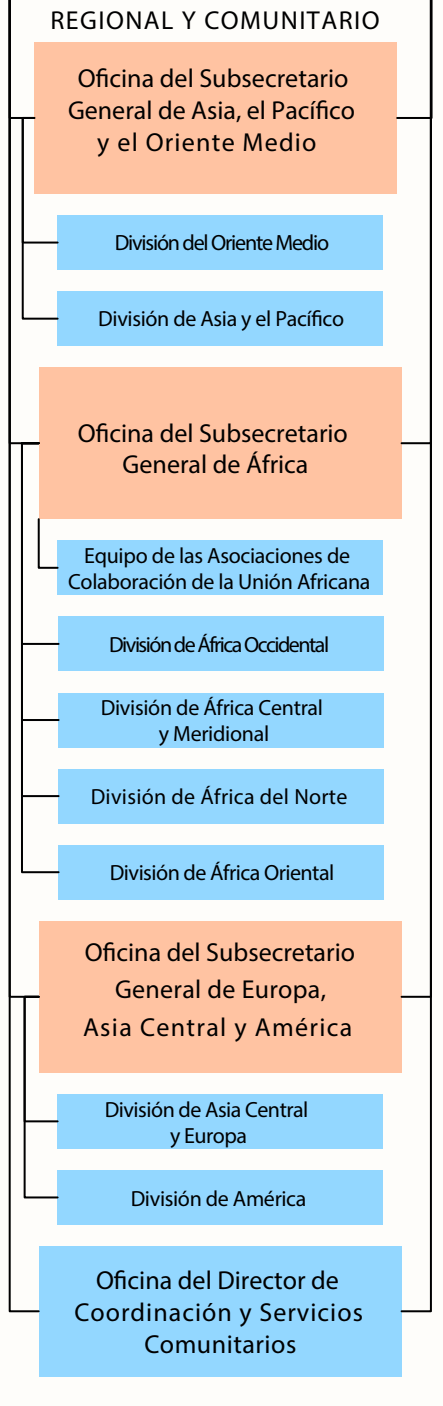 REGIONAL Y COMUNITARIO
Oficina del Subsecretario
General de Asia, el Pacífico
y el Oriente Medio
División del Oriente Medio
División de Asia y el Pacífico
Oficina del Subsecretario
General de África
Equipo de las Asociaciones de
Colaboración de la Unión Africana
División de África Occidental
División de África Central
y Meridional
División de África del Norte
División de África Oriental
Oficina del Subsecretario
General de Europa,
Asia Central y América
División de Asia Central
y Europa
División de América
Oficina del Director de
Coordinación y Servicios
Comunitarios